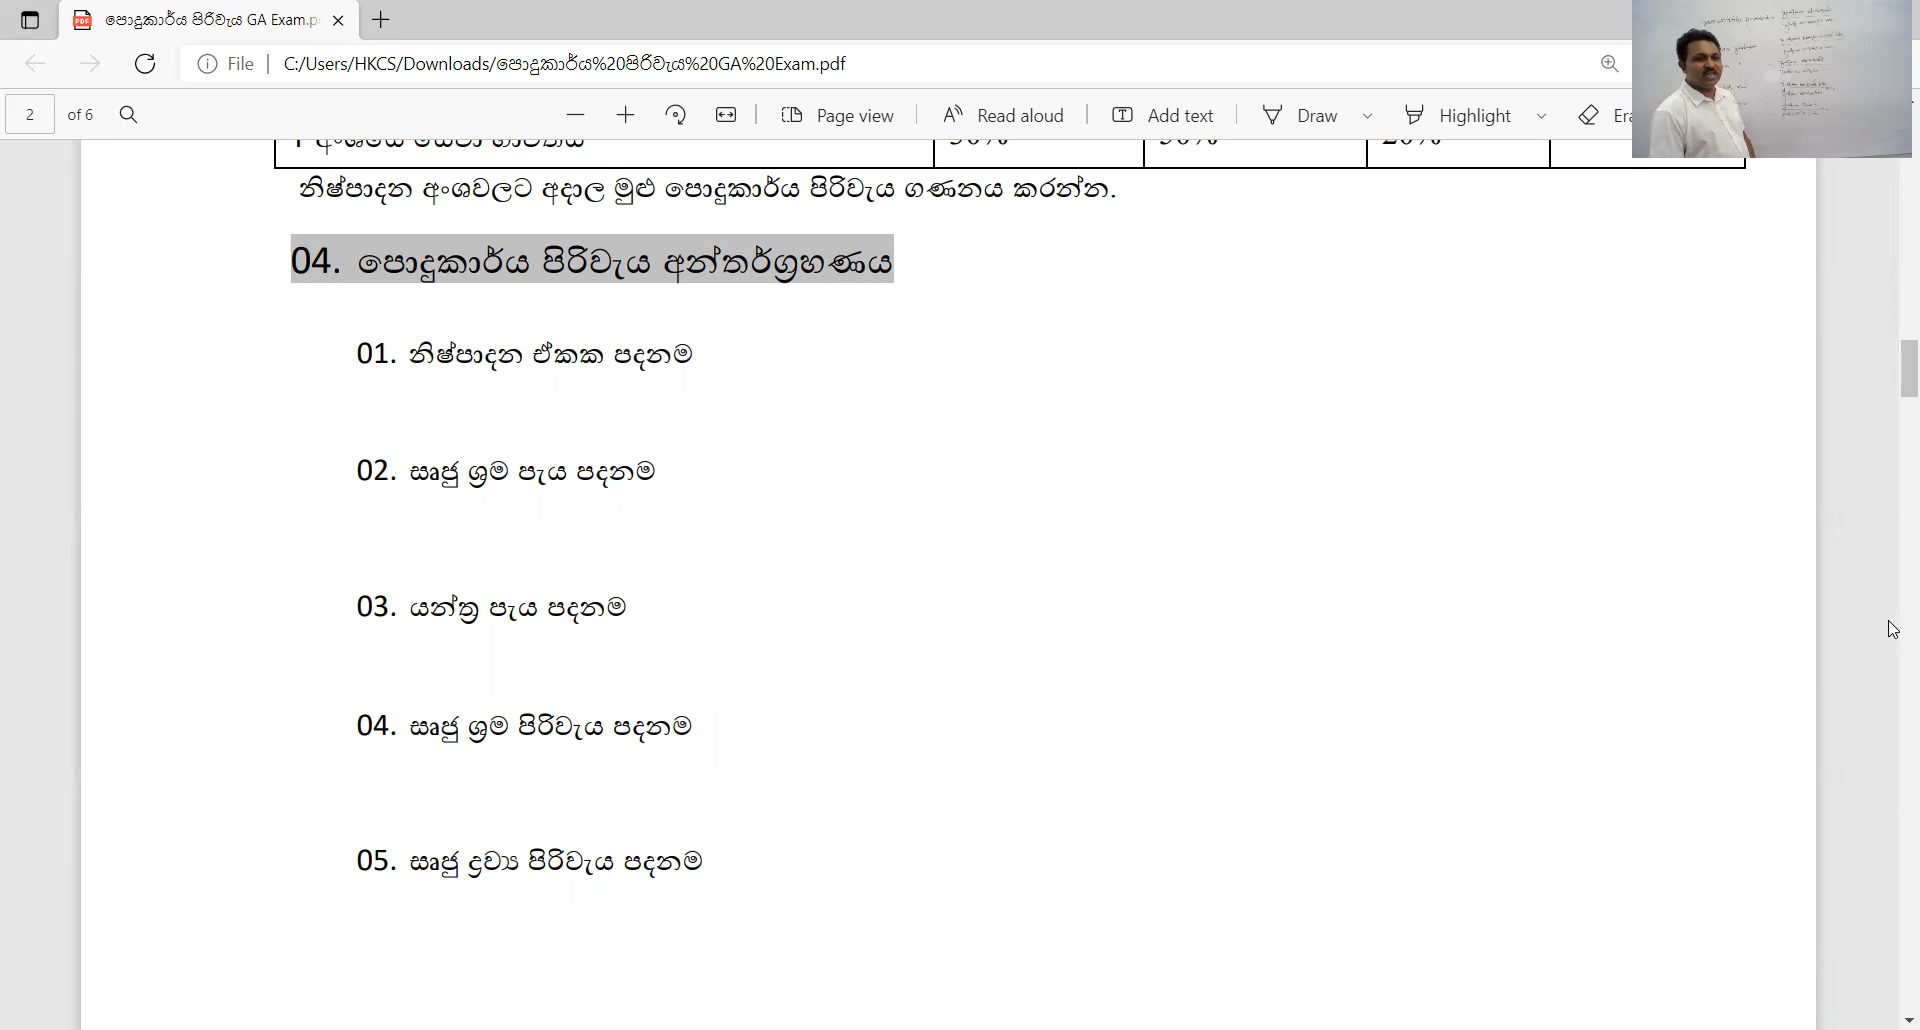 පොදුකාර්ය පිරිවැය GA Exam.p
File
C:/Users/HKCS/Downloads/පොදුකාර්ය%20පිරිවැය%20GA%20Exam.pdf
2 of 6
Page view
Read aloud
Add text
Draw
Highlight
Era
නිෂ්පාදන අංශවලට අදාල මුළු පොදුකාර්ය පිරිවැය ගණනය කරන්න.
04. පොදුකාර්ය පිරිවැය අන්තර්ග්‍රහණය
01. නිෂ්පාදන ඒකක පදනම
02. සෘජු ශ්‍රම පැය පදනම
03. යන්ත්‍ර පැය පදනම
04. සෘජු ශ්‍රම පිරිවැය පදනම
05. සෘජු ද්‍රව්‍ය පිරිවැය පදනම